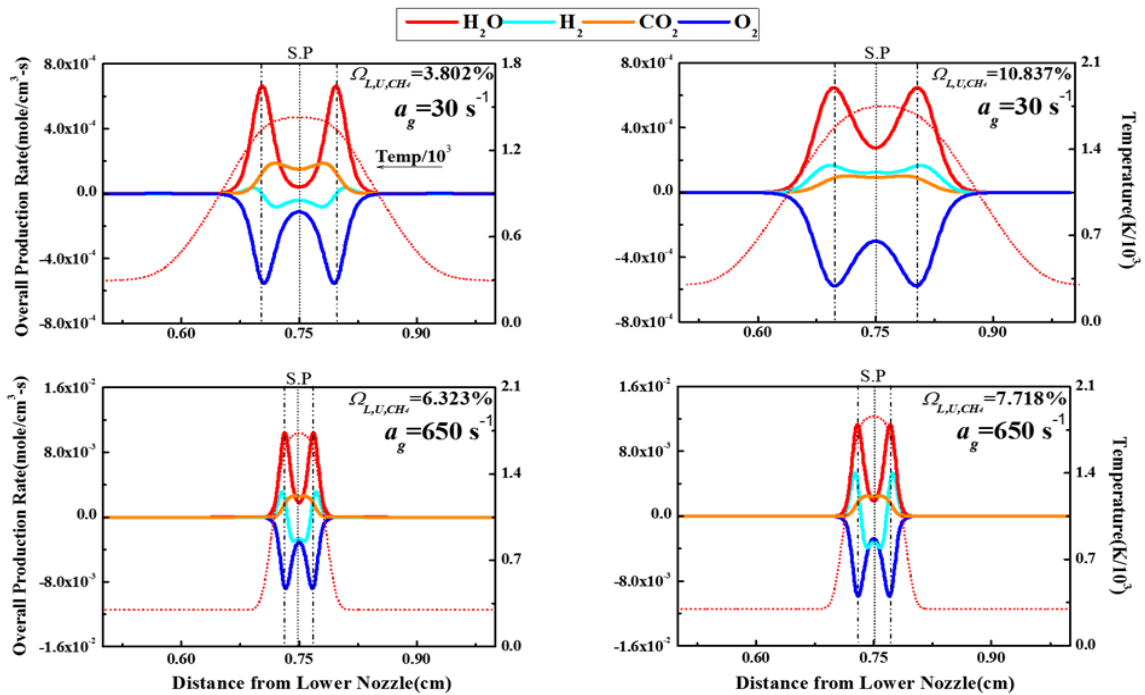 H₂O H₂ CO₂ O₂
S.P
Ω_L,U,CH₄=3.802%
a_g=30 s⁻¹
Temp/10³
Overall Production Rate(mole/cm³-s)
8.0x10⁻⁴
4.0x10⁻⁴
0.0
-4.0x10⁻⁴
-8.0x10⁻⁴
1.8
1.2
0.6
0.0
0.60 0.75 0.90
S.P
Ω_L,U,CH₄=10.837%
a_g=30 s⁻¹
8.0x10⁻⁴
4.0x10⁻⁴
0.0
-4.0x10⁻⁴
-8.0x10⁻⁴
2.1
1.4
0.7
0.0
Temperature(K/10³)
0.60 0.75 0.90
S.P
Ω_L,U,CH₄=6.323%
a_g=650 s⁻¹
Overall Production Rate(mole/cm³-s)
1.6x10⁻²
8.0x10⁻³
0.0
-8.0x10⁻³
-1.6x10⁻²
2.1
1.4
0.7
0.0
0.60 0.75 0.90
Distance from Lower Nozzle(cm)
S.P
Ω_L,U,CH₄=7.718%
a_g=650 s⁻¹
1.6x10⁻²
8.0x10⁻³
0.0
-8.0x10⁻³
-1.6x10⁻²
2.1
1.4
0.7
0.0
Temperature(K/10³)
0.60 0.75 0.90
Distance from Lower Nozzle(cm)